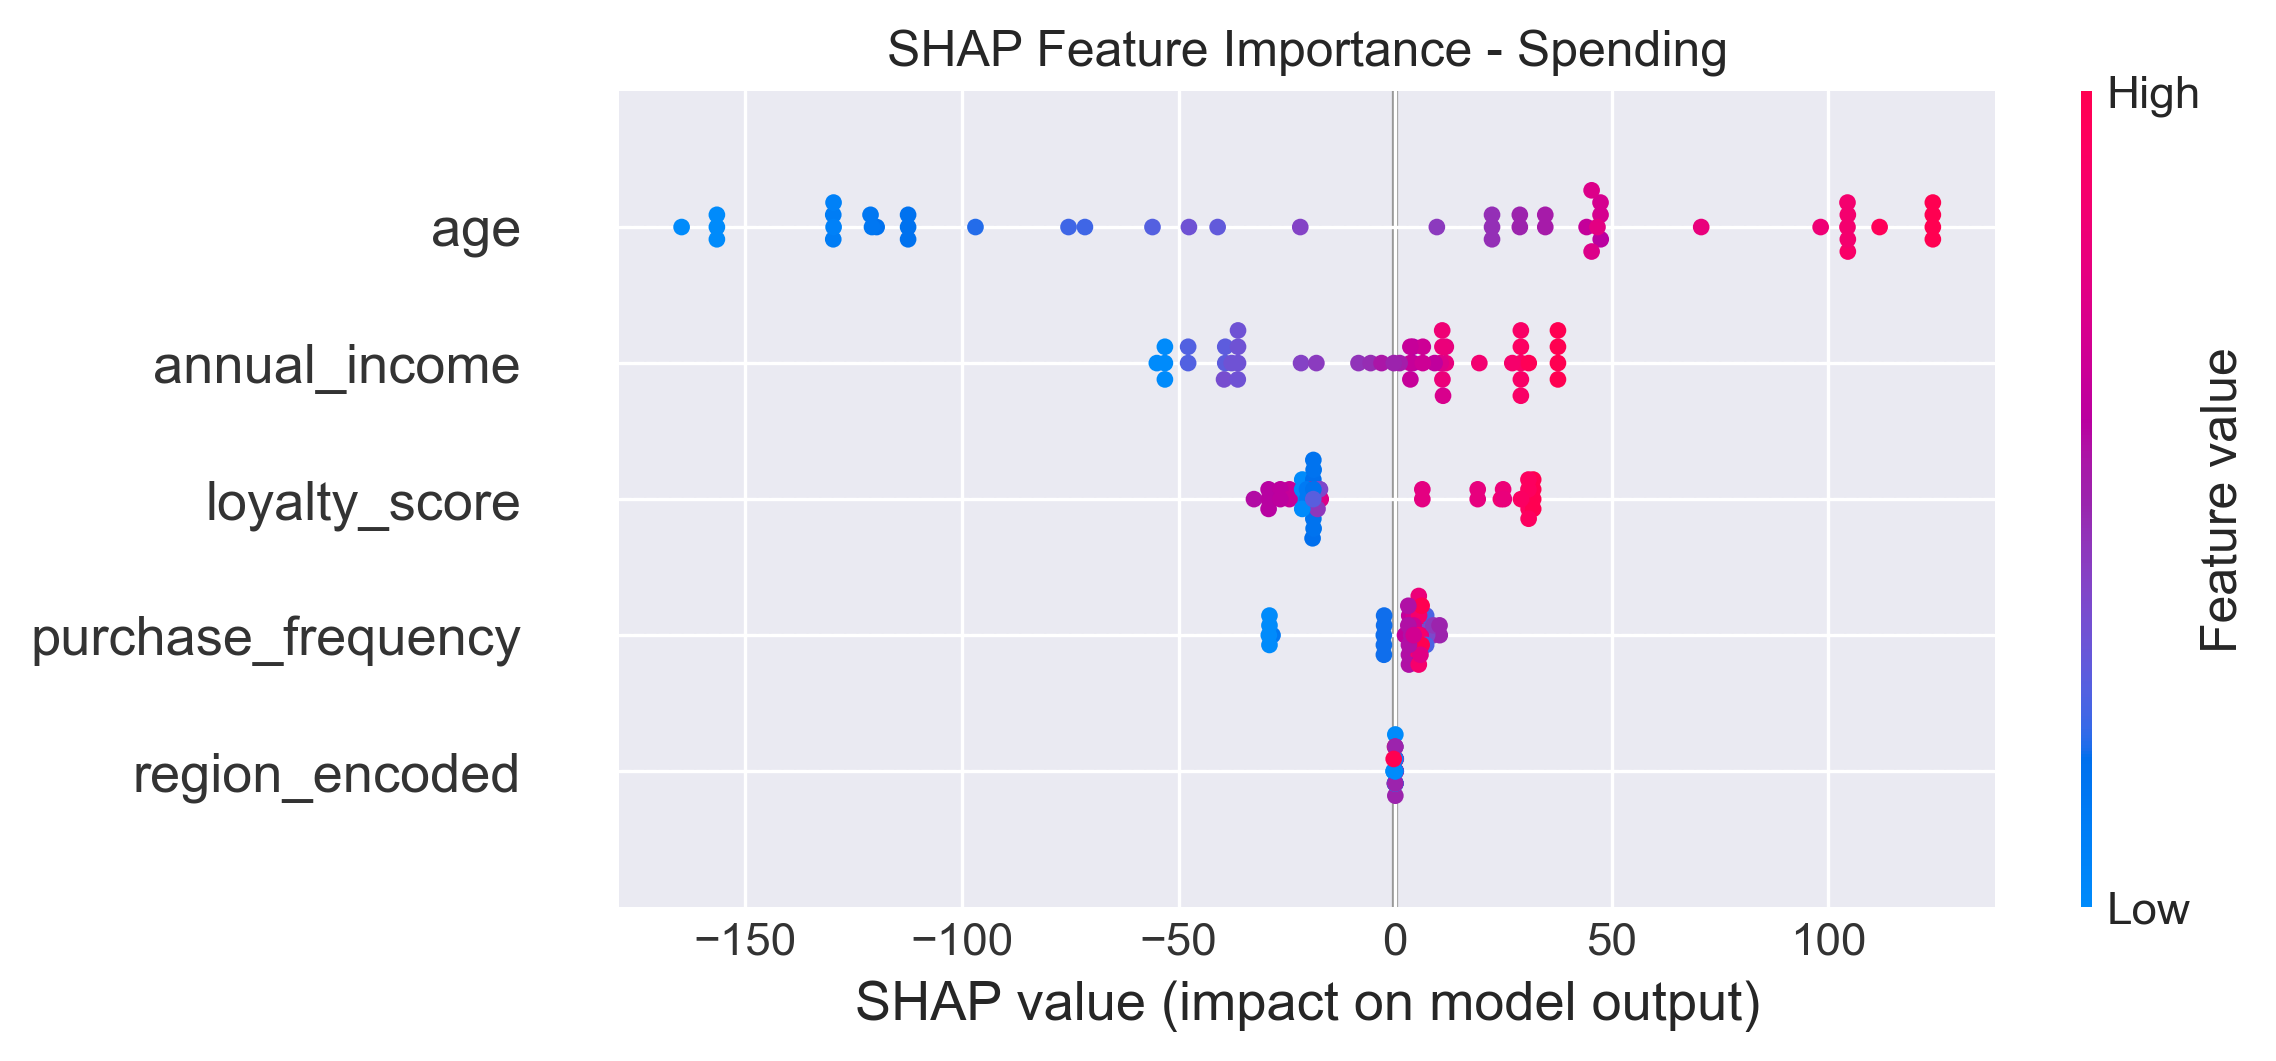 SHAP Feature Importance - Spending
High
age
annual_income
loyalty_score
purchase_frequency
region_encoded
Feature value
Low
−150 −100 −50 0 50 100
SHAP value (impact on model output)